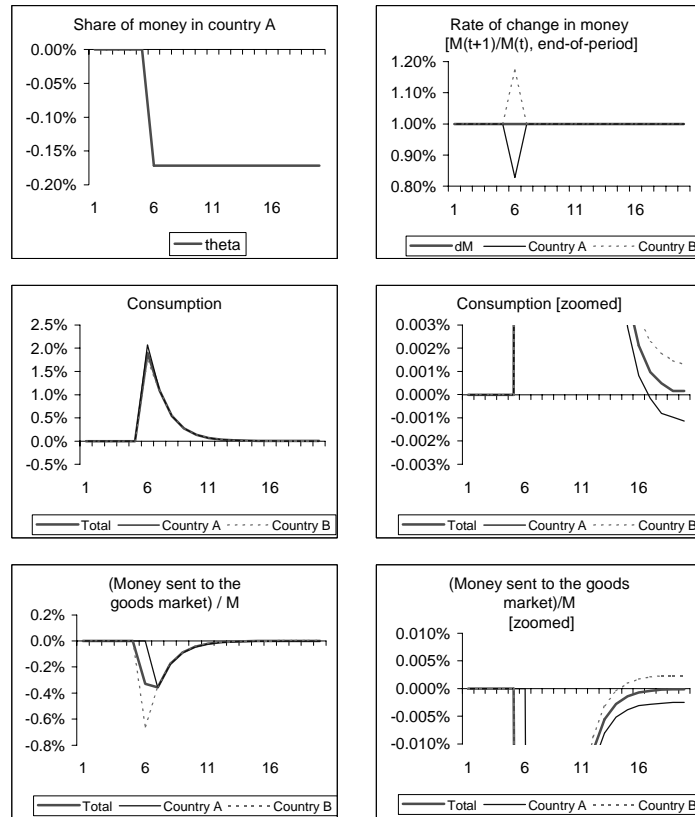 Share of money in country A
0.00%
-0.05%
-0.10%
-0.15%
-0.20%
1 6 11 16
theta
Rate of change in money
[M(t+1)/M(t), end-of-period]
1.20%
1.10%
1.00%
0.90%
0.80%
1 6 11 16
dM Country A Country B
Consumption
2.5%
2.0%
1.5%
1.0%
0.5%
0.0%
-0.5%
1 6 11 16
Total Country A Country B
Consumption [zoomed]
0.003%
0.002%
0.001%
0.000%
-0.001%
-0.002%
-0.003%
1 6 11 16
Total Country A Country B
(Money sent to the
goods market) / M
0.2%
0.0%
-0.2%
-0.4%
-0.6%
-0.8%
1 6 11 16
Total Country A Country B
(Money sent to the goods
market)/M
[zoomed]
0.010%
0.005%
0.000%
-0.005%
-0.010%
1 6 11 16
Total Country A Country B